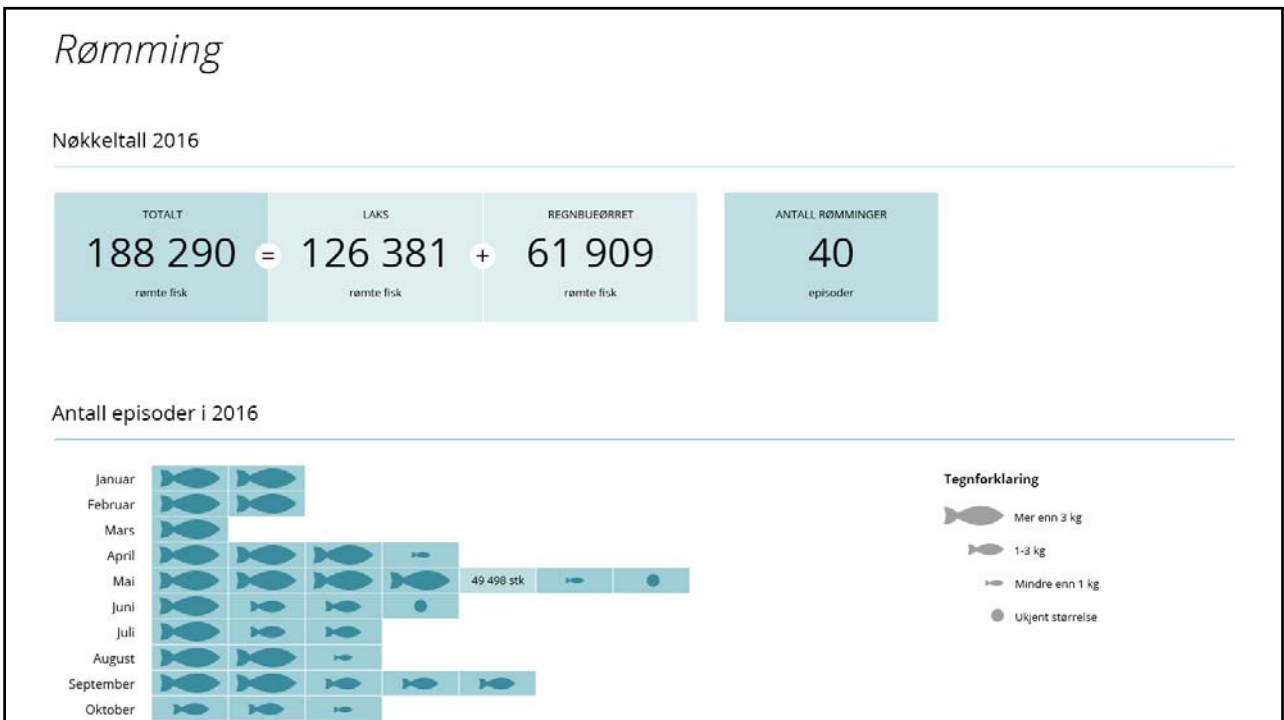 Rømming
Nøkkeltall 2016
TOTALT
188 290
rømte fisk
=
LAKS
126 381
rømte fisk
+
REGNBUEØRRET
61 909
rømte fisk
ANTALL RØMMINGER
40
episoder
Antall episoder i 2016
Januar
Februar
Mars
April
Mai
49 498 stk
Juni
Juli
August
September
Oktober
Tegnforklaring
Mer enn 3 kg
1-3 kg
Mindre enn 1 kg
Ukjent størrelse